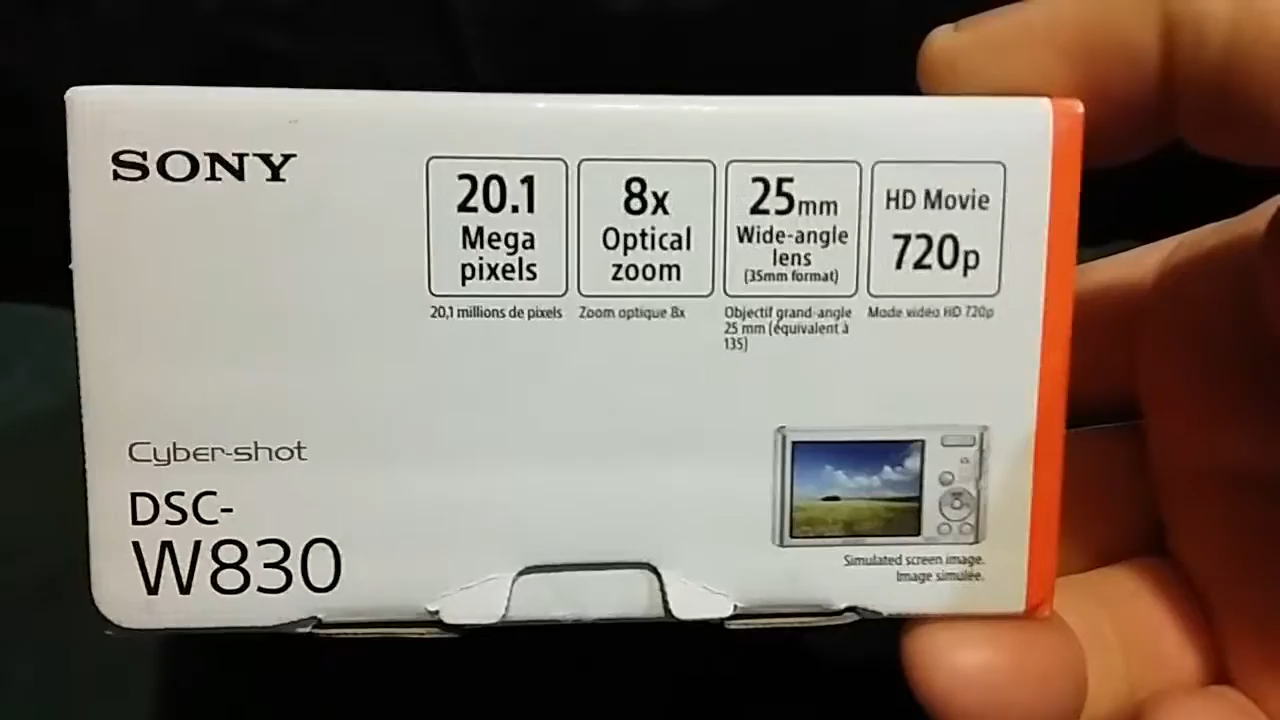 SONY
20.1
Mega
pixels
20,1 millions de pixels
8x
Optical
zoom
Zoom optique 8x
25mm
Wide-angle
lens
(35mm format)
Objectif grand-angle
25 mm (équivalent à
135)
HD Movie
720p
Mode vidéo HD 720p
Cyber-shot
DSC-
W830
Simulated screen image.
Image simulée.